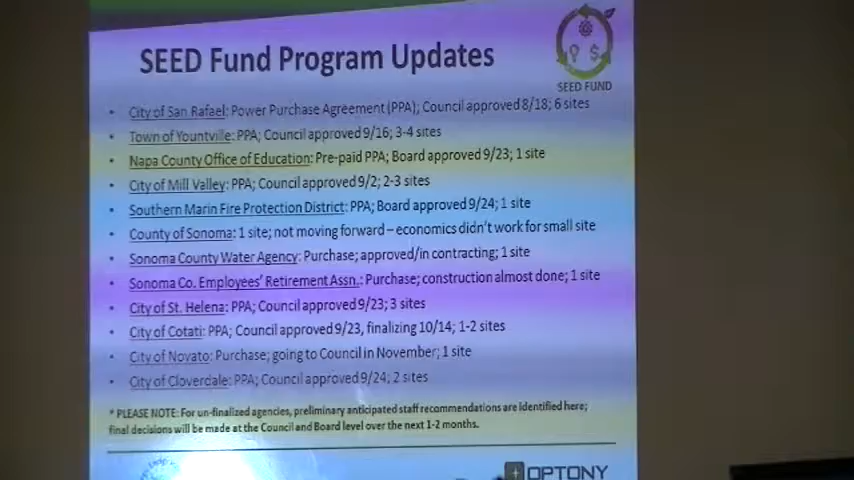 SEED Fund Program Updates
SEED FUND
• City of San Rafael: Power Purchase Agreement (PPA); Council approved 8/18; 6 sites
• Town of Yountville: PPA; Council approved 9/16; 3-4 sites
• Napa County Office of Education: Pre-paid PPA; Board approved 9/23; 1 site
• City of Mill Valley: PPA; Council approved 9/2; 2-3 sites
• Southern Marin Fire Protection District: PPA; Board approved 9/24; 1 site
• County of Sonoma: 1 site; not moving forward – economics didn't work for small site
• Sonoma County Water Agency: Purchase; approved/in contracting; 1 site
• Sonoma Co. Employees' Retirement Assn.: Purchase; construction almost done; 1 site
• City of St. Helena: PPA; Council approved 9/23; 3 sites
• City of Cotati: PPA; Council approved 9/23, finalizing 10/14; 1-2 sites
• City of Novato: Purchase; going to Council in November; 1 site
• City of Cloverdale: PPA; Council approved 9/24; 2 sites
* PLEASE NOTE: For un-finalized agencies, preliminary anticipated staff recommendations are identified here;
final decisions will be made at the Council and Board level over the next 1-2 months.
OPTONY